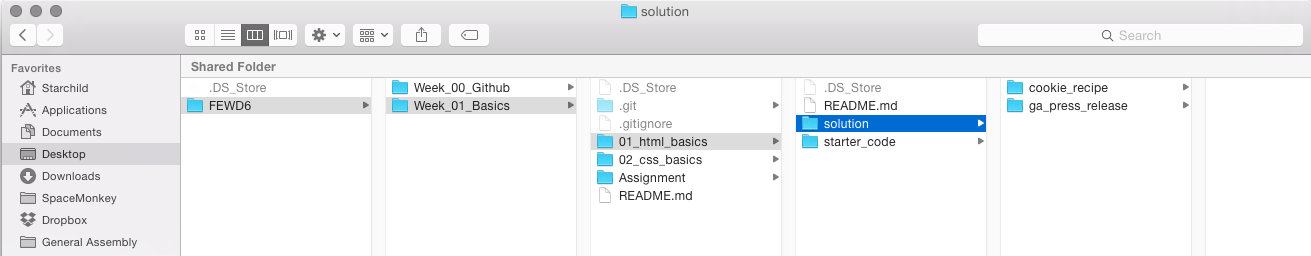 solution
Search
Favorites
Starchild
Applications
Documents
Desktop
Downloads
SpaceMonkey
Dropbox
General Assembly
Shared Folder
.DS_Store
FEWD6
Week_00_Github
Week_01_Basics
.DS_Store
.git
.gitignore
01_html_basics
02_css_basics
Assignment
README.md
.DS_Store
README.md
solution
starter_code
cookie_recipe
ga_press_release